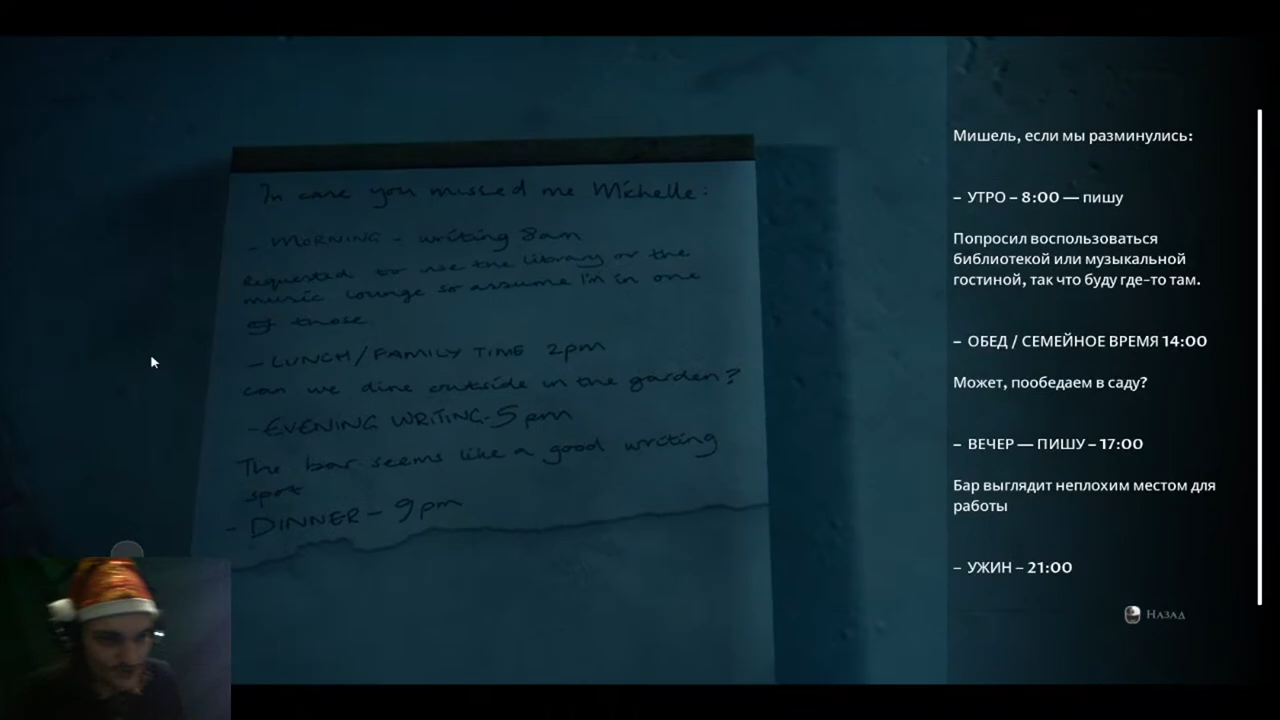 In case you missed me Michelle:
- MORNING - writing 8am
Requested to use the library or the
music lounge so assume I'm in one
of those.
- LUNCH/FAMILY TIME 2pm
can we dine outside in the garden?
- EVENING WRITING - 5pm
The bar seems like a good writing
spot
- DINNER - 9pm
Мишель, если мы разминулись:
– УТРО – 8:00 — пишу
Попросил воспользоваться
библиотекой или музыкальной
гостиной, так что буду где-то там.
– ОБЕД / СЕМЕЙНОЕ ВРЕМЯ 14:00
Может, пообедаем в саду?
– ВЕЧЕР — ПИШУ – 17:00
Бар выглядит неплохим местом для
работы
– УЖИН – 21:00
Назад